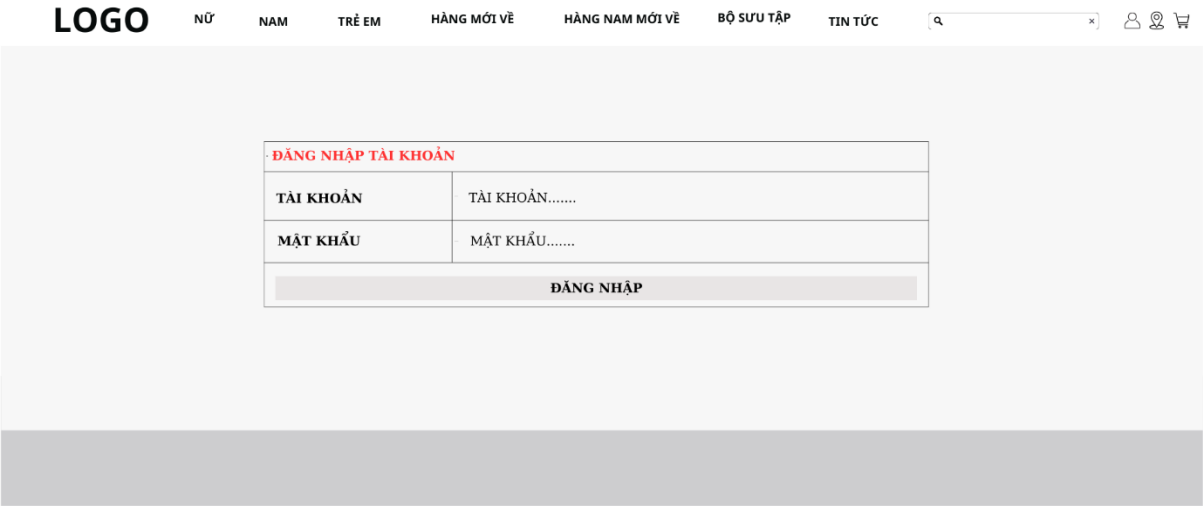 LOGO NỮ NAM TRẺ EM HÀNG MỚI VỀ HÀNG NAM MỚI VỀ BỘ SƯU TẬP TIN TỨC
- ĐĂNG NHẬP TÀI KHOẢN
TÀI KHOẢN TÀI KHOẢN.......
MẬT KHẨU MẬT KHẨU.......
ĐĂNG NHẬP